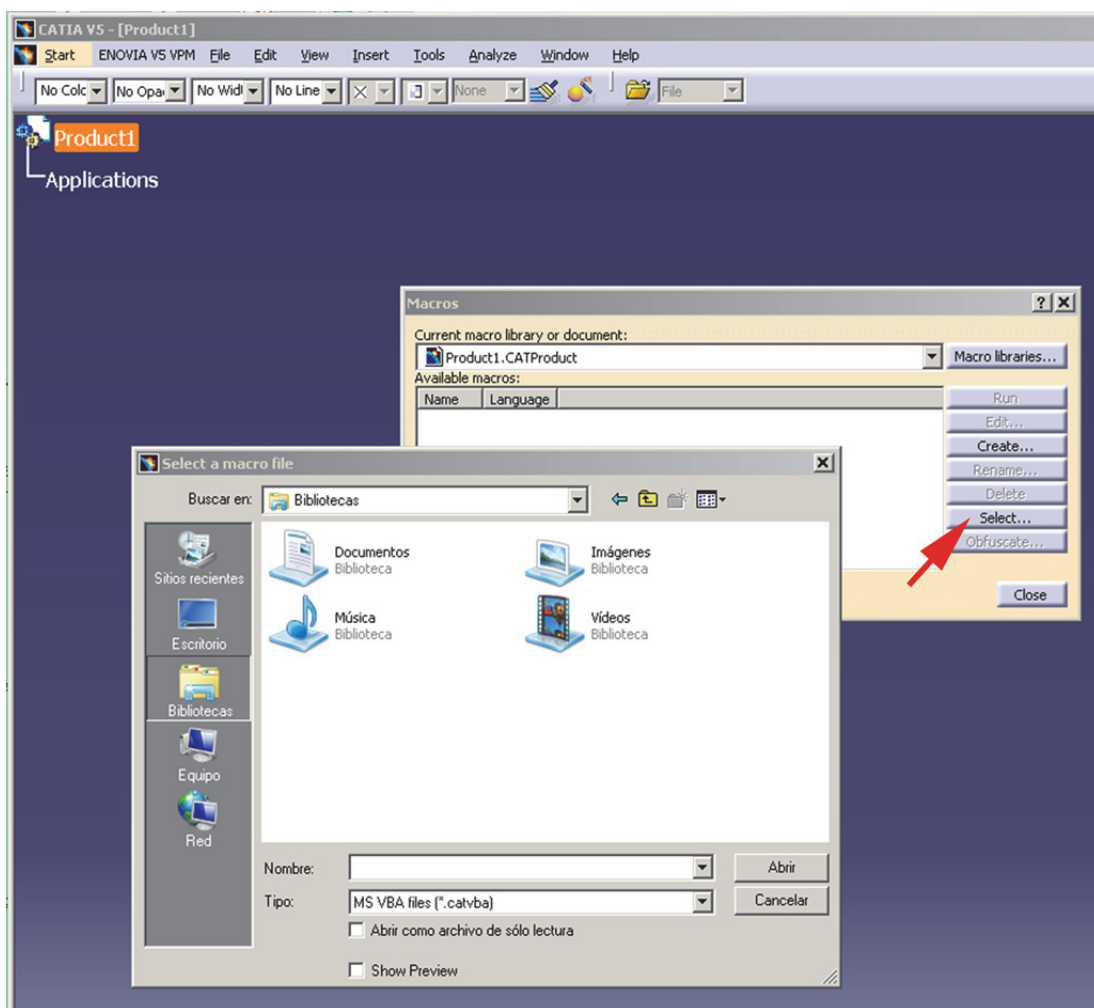 CATIA V5 - [Product1]
Start ENOVIA V5 VPM File Edit View Insert Tools Analyze Window Help
No Colc No Opa No Widl No Line None File
Product1
Applications
Macros
Current macro library or document:
Product1.CATProduct Macro libraries...
Available macros:
Name Language Run
Edit...
Create...
Rename...
Delete
Select...
Obfuscate...
Close
Select a macro file
Buscar en: Bibliotecas
Sitios recientes
Escritorio
Bibliotecas
Equipo
Red
Documentos
Biblioteca
Imágenes
Biblioteca
Música
Biblioteca
Vídeos
Biblioteca
Nombre: Abrir
Tipo: MS VBA files (*.catvba) Cancelar
Abrir como archivo de sólo lectura
Show Preview